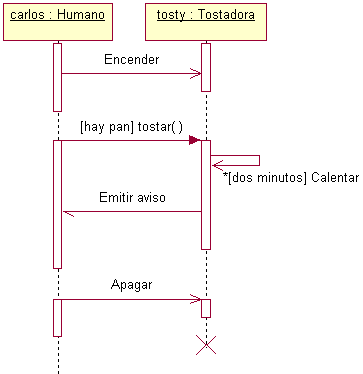 carlos : Humano
tosty : Tostadora
Encender
[hay pan] tostar( )
*[dos minutos] Calentar
Emitir aviso
Apagar